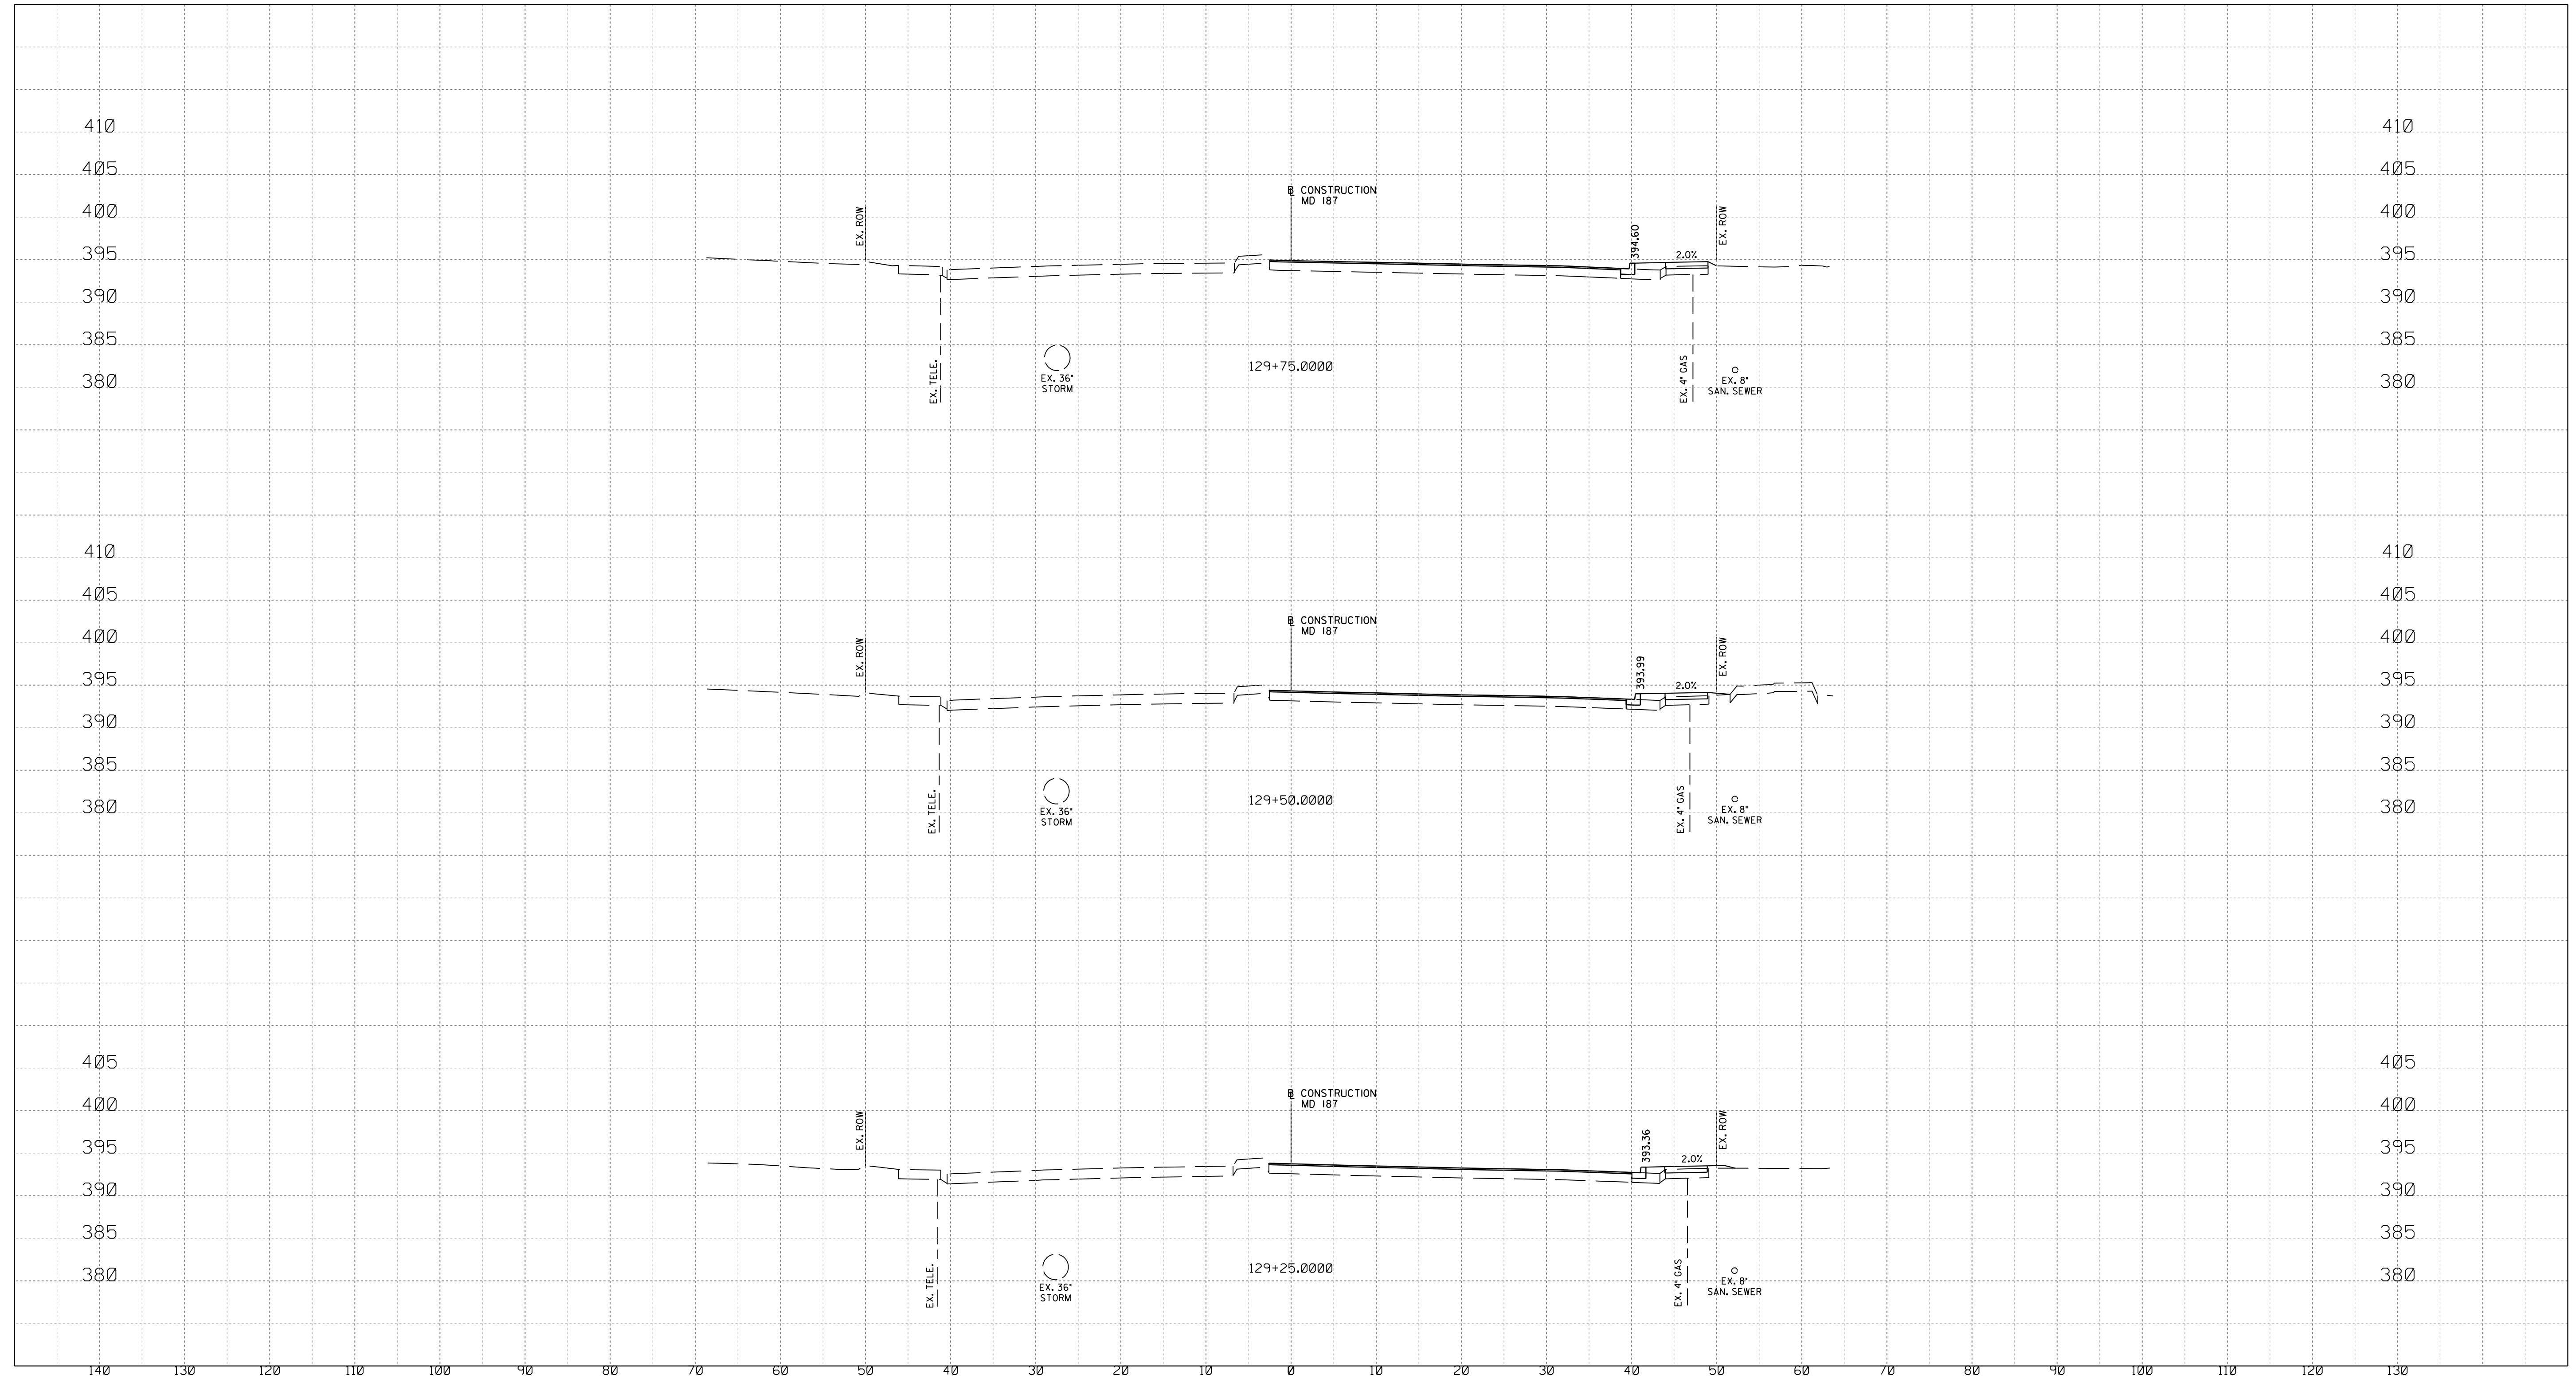 410 410
405 405
℄ CONSTRUCTION
MD 187
400 EX. ROW 394.60 EX. ROW 400
395 2.0% 395
390 390
385 385
EX. TELE. 129+75.0000 EX. 4" GAS
380 EX. 36" EX. 8" 380
STORM SAN. SEWER
410 410
405 405
℄ CONSTRUCTION
MD 187
400 EX. ROW 393.99 EX. ROW 400
395 2.0% 395
390 390
385 385
EX. TELE. 129+50.0000 EX. 4" GAS
380 EX. 36" EX. 8" 380
STORM SAN. SEWER
405 405
℄ CONSTRUCTION
MD 187
400 EX. ROW 393.36 EX. ROW 400
395 2.0% 395
390 390
385 385
EX. TELE. 129+25.0000 EX. 4" GAS
380 EX. 36" EX. 8" 380
STORM SAN. SEWER
140 130 120 110 100 90 80 70 60 50 40 30 20 10 0 10 20 30 40 50 60 70 80 90 100 110 120 130